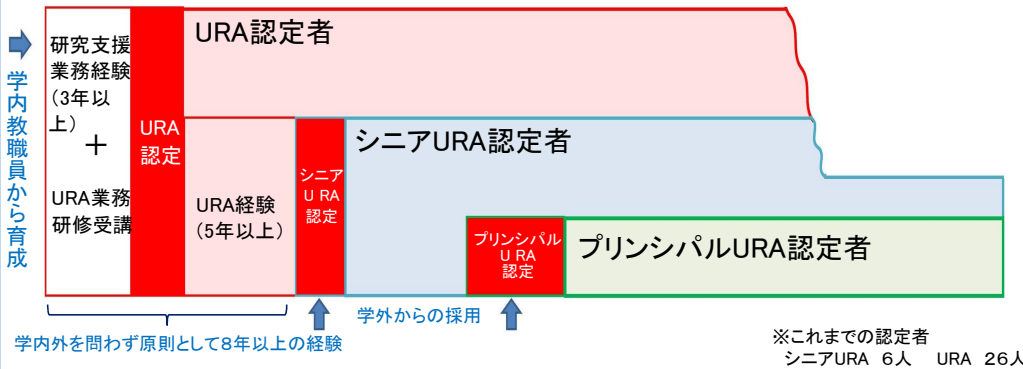 学内教職員から育成
研究支援
業務経験
（3年以
上）
＋
URA業務
研修受講
URA
認定
URA認定者
URA経験
（5年以上）
シニア
U RA
認定
シニアURA認定者
プリンシパル
U RA
認定
プリンシパルURA認定者
学外からの採用
学内外を問わず原則として8年以上の経験
※これまでの認定者
シニアURA 6人 URA 26人